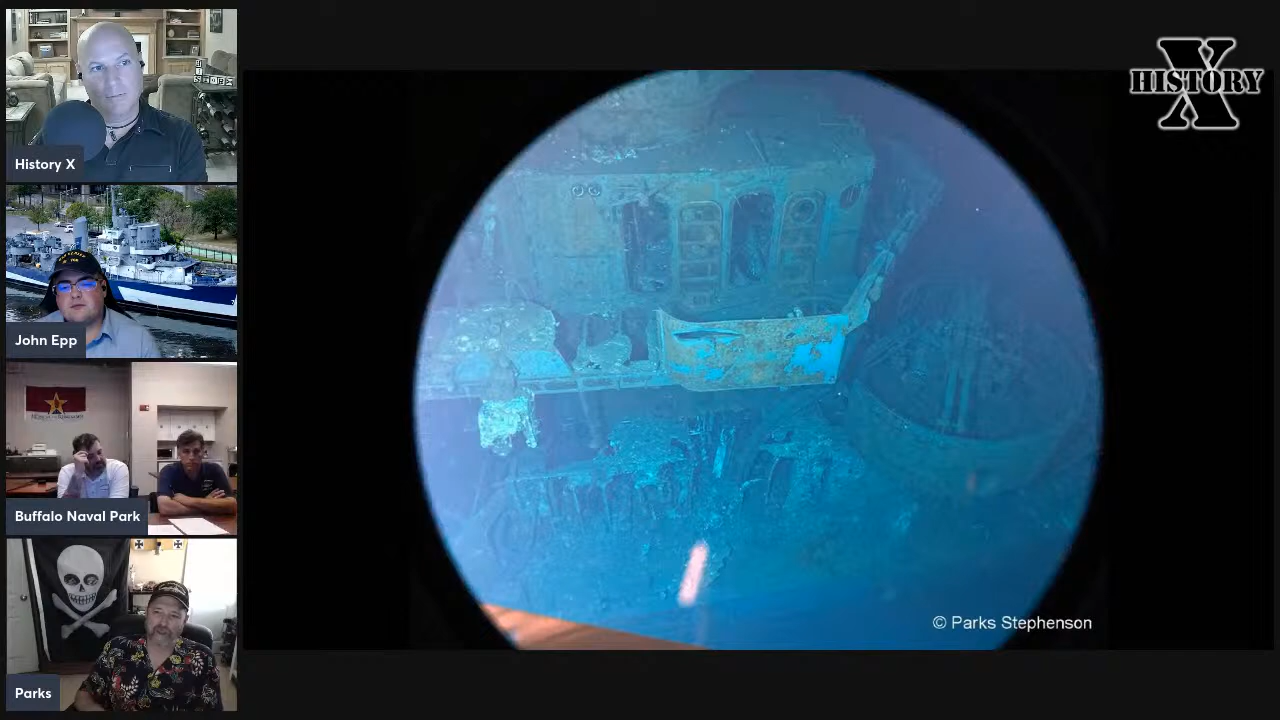 HISTORY
X
History X
John Epp
Buffalo Naval Park
Parks
© Parks Stephenson